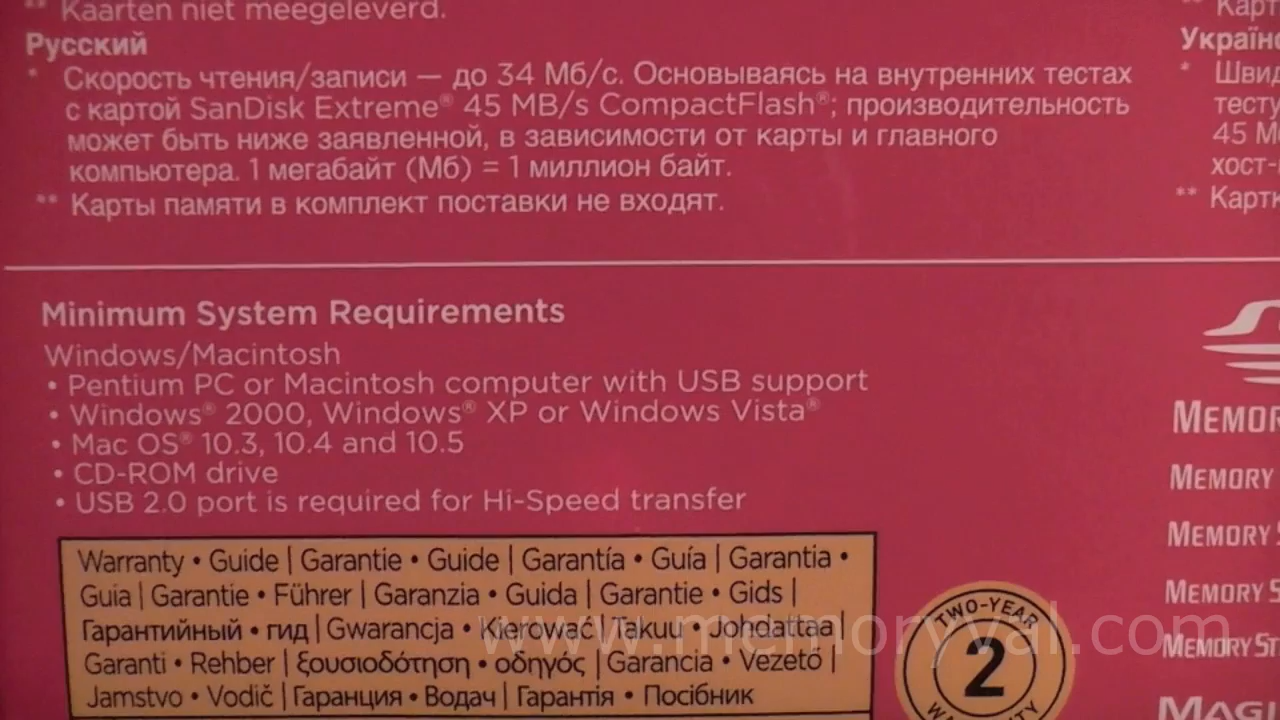 ** Kaarten niet meegeleverd.
Русский
* Скорость чтения/записи — до 34 Мб/с. Основываясь на внутренних тестах
с картой SanDisk Extreme® 45 MB/s CompactFlash®; производительность
может быть ниже заявленной, в зависимости от карты и главного
компьютера. 1 мегабайт (Мб) = 1 миллион байт.
** Карты памяти в комплект поставки не входят.
Minimum System Requirements
Windows/Macintosh
• Pentium PC or Macintosh computer with USB support
• Windows® 2000, Windows® XP or Windows Vista®
• Mac OS® 10.3, 10.4 and 10.5
• CD-ROM drive
• USB 2.0 port is required for Hi-Speed transfer
Warranty • Guide | Garantie • Guide | Garantía • Guía | Garantia •
Guia | Garantie • Führer | Garanzia • Guida | Garantie • Gids |
Гарантийный • гид | Gwarancja • Kierować | Takuu • Johdattaa |
Garanti • Rehber | ξουσιοδότηση • οδηγός | Garancia • Vezető |
Jamstvo • Vodič | Гаранция • Водач | Гарантія • Посібник
TWO-YEAR
2
WARRANTY
** Карт
Україн
* Швид
тесту
45 M
хост-
** Картк
MEMOR
MEMORY
MEMORY S
MEMORY S
MEMORY ST
MAGI
www.memoryval.com